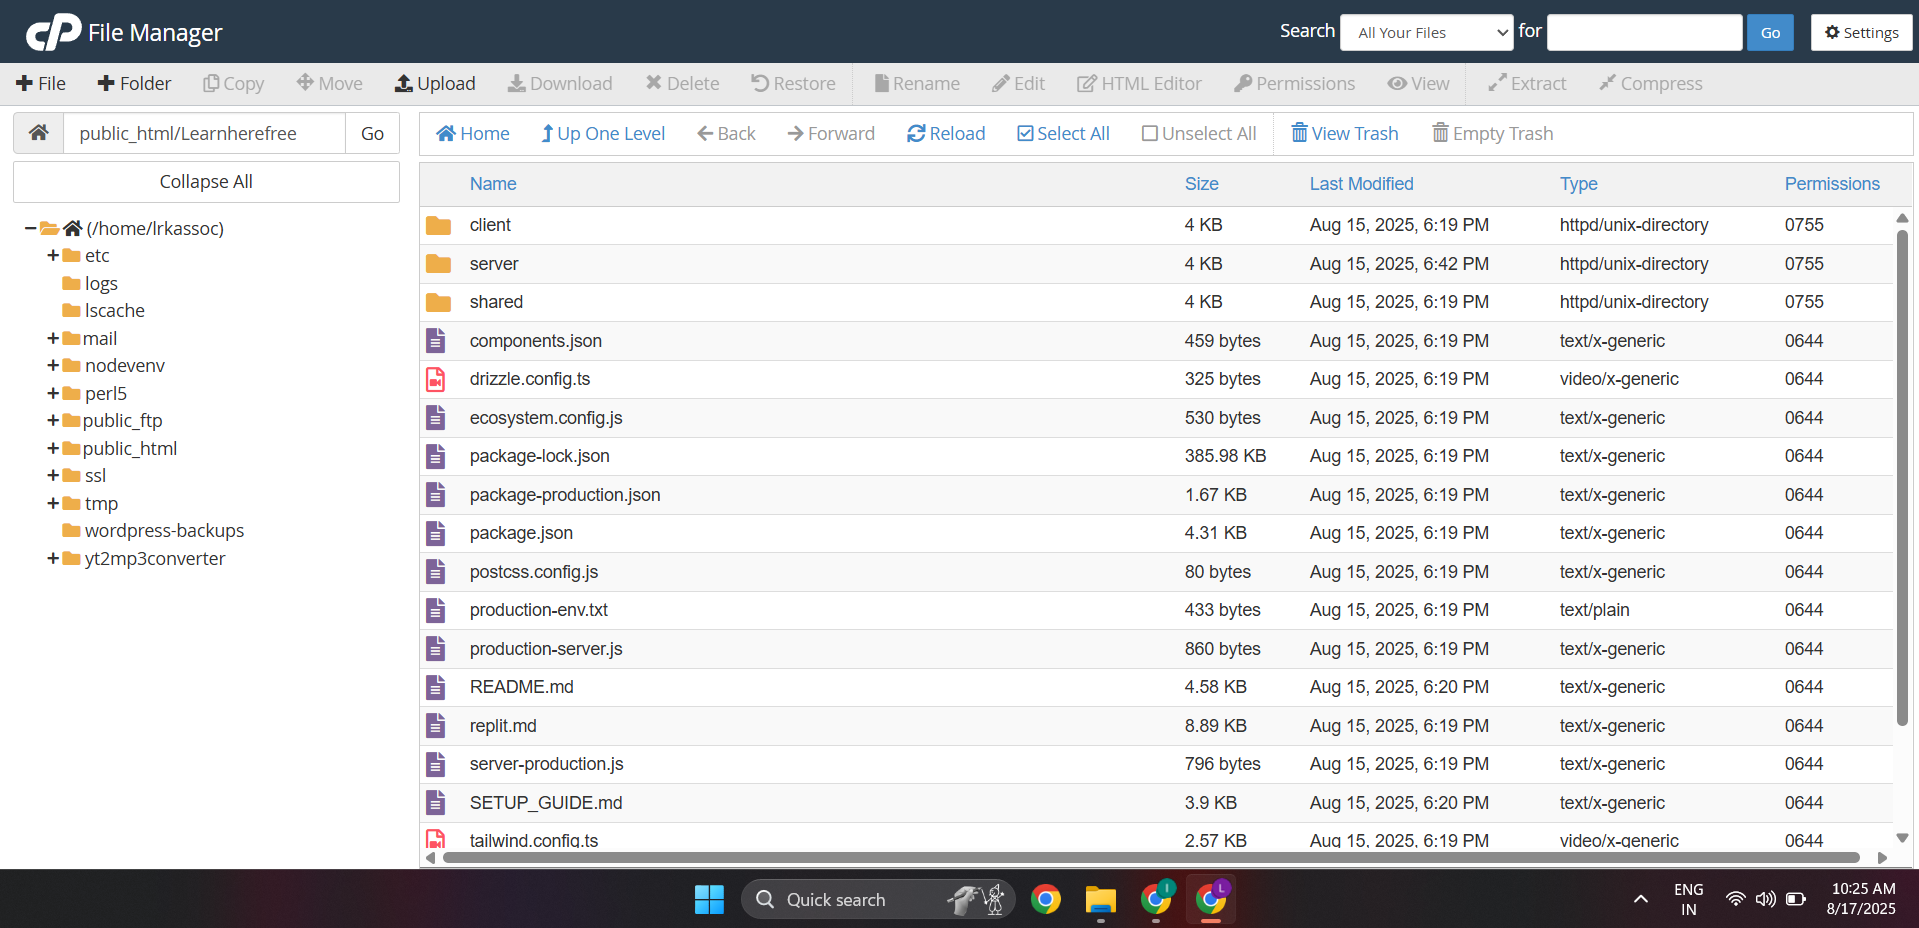 cP File Manager
Search All Your Files for Go Settings
File Folder Copy Move Upload Download Delete Restore Rename Edit HTML Editor Permissions View Extract Compress
public_html/Learnherefree Go Home Up One Level Back Forward Reload Select All Unselect All View Trash Empty Trash
Collapse All
(/home/lrkassoc)
etc
logs
lscache
mail
nodevenv
perl5
public_ftp
public_html
ssl
tmp
wordpress-backups
yt2mp3converter
Name Size Last Modified Type Permissions
client 4 KB Aug 15, 2025, 6:19 PM httpd/unix-directory 0755
server 4 KB Aug 15, 2025, 6:42 PM httpd/unix-directory 0755
shared 4 KB Aug 15, 2025, 6:19 PM httpd/unix-directory 0755
components.json 459 bytes Aug 15, 2025, 6:19 PM text/x-generic 0644
drizzle.config.ts 325 bytes Aug 15, 2025, 6:19 PM video/x-generic 0644
ecosystem.config.js 530 bytes Aug 15, 2025, 6:19 PM text/x-generic 0644
package-lock.json 385.98 KB Aug 15, 2025, 6:19 PM text/x-generic 0644
package-production.json 1.67 KB Aug 15, 2025, 6:19 PM text/x-generic 0644
package.json 4.31 KB Aug 15, 2025, 6:19 PM text/x-generic 0644
postcss.config.js 80 bytes Aug 15, 2025, 6:19 PM text/x-generic 0644
production-env.txt 433 bytes Aug 15, 2025, 6:19 PM text/plain 0644
production-server.js 860 bytes Aug 15, 2025, 6:19 PM text/x-generic 0644
README.md 4.58 KB Aug 15, 2025, 6:20 PM text/x-generic 0644
replit.md 8.89 KB Aug 15, 2025, 6:19 PM text/x-generic 0644
server-production.js 796 bytes Aug 15, 2025, 6:19 PM text/x-generic 0644
SETUP_GUIDE.md 3.9 KB Aug 15, 2025, 6:20 PM text/x-generic 0644
tailwind.config.ts 2.57 KB Aug 15, 2025, 6:19 PM video/x-generic 0644
Quick search I L ENG 10:25 AM
IN 8/17/2025